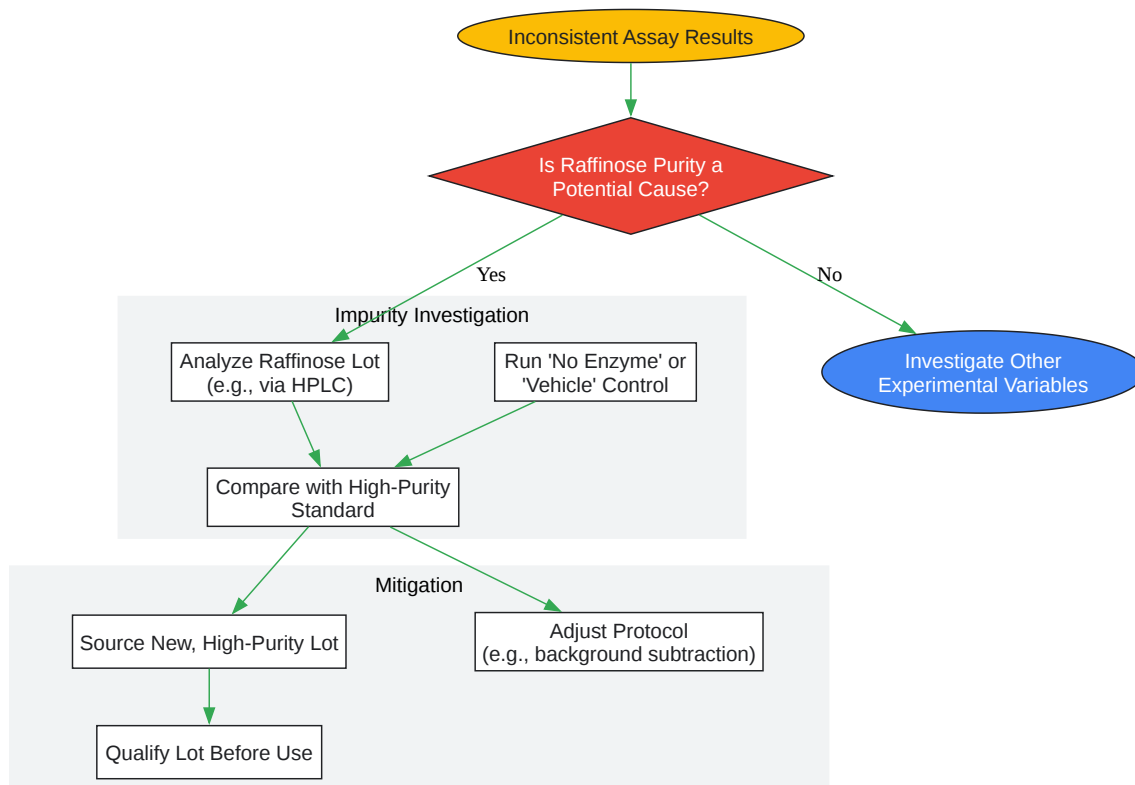 Inconsistent Assay Results
Is Raffinose Purity a
Potential Cause?
Yes
No
Impurity Investigation
Analyze Raffinose Lot
(e.g., via HPLC)
Run 'No Enzyme' or
'Vehicle' Control
Investigate Other
Experimental Variables
Compare with High-Purity
Standard
Mitigation
Source New, High-Purity Lot
Adjust Protocol
(e.g., background subtraction)
Qualify Lot Before Use